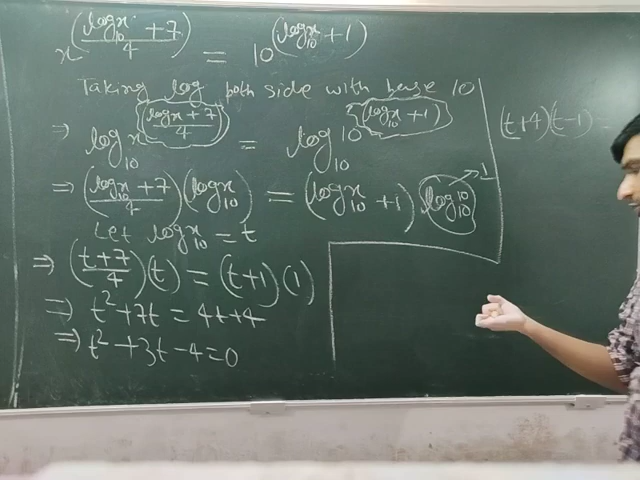 x^((log₁₀x + 7)/4) = 10^(log₁₀x + 1)
Taking log both side with base 10
⇒ log₁₀ x^((log x + 7)/4) = log₁₀ 10^(log₁₀x + 1)
⇒ ((log₁₀x + 7)/4)(log₁₀x) = (log₁₀x + 1) (log₁₀10) → 1
Let log₁₀x = t
⇒ ((t+7)/4)(t) = (t+1)(1)
⇒ t² + 7t = 4t + 4
⇒ t² + 3t - 4 = 0
(t+4)(t-1) =